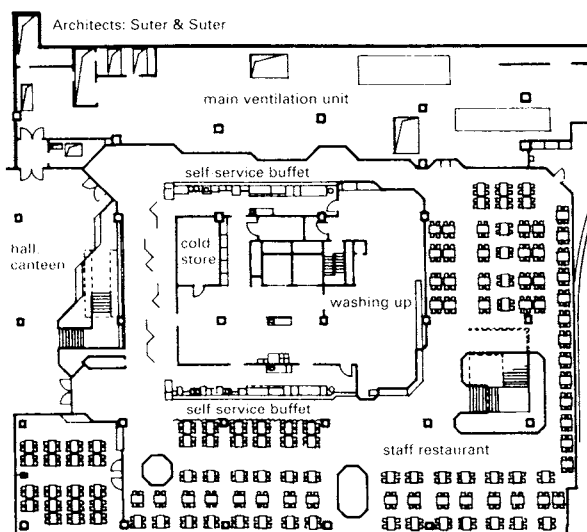 Architects: Suter & Suter
main ventilation unit
self service buffet
hall
canteen
cold
store
washing up
self service buffet
staff restaurant